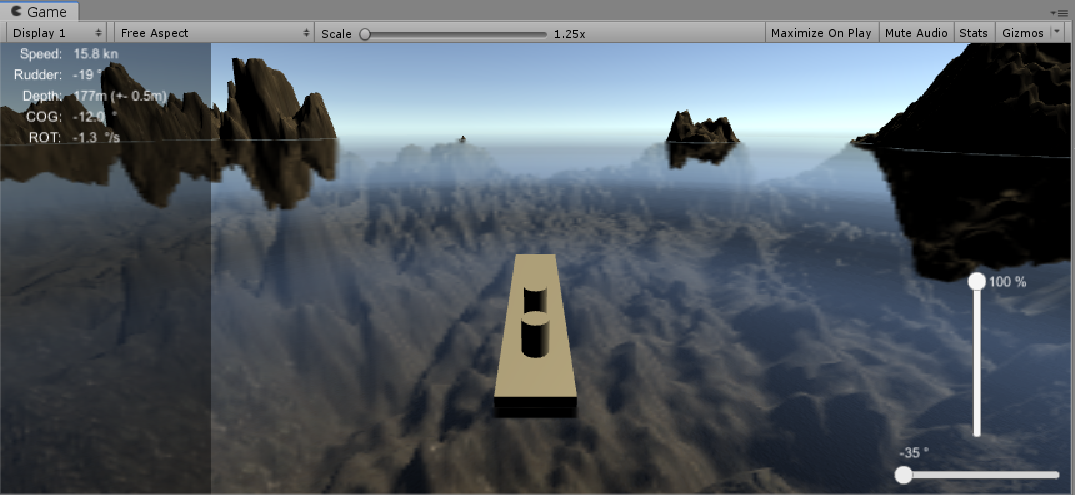 Game
Display 1 Free Aspect Scale 1.25x Maximize On Play Mute Audio Stats Gizmos
Speed: 15.8 kn
Rudder: -19 °
Depth: 177m (+- 0.5m)
COG: -12.0 °
ROT: -1.3 °/s
100 %
-35 °